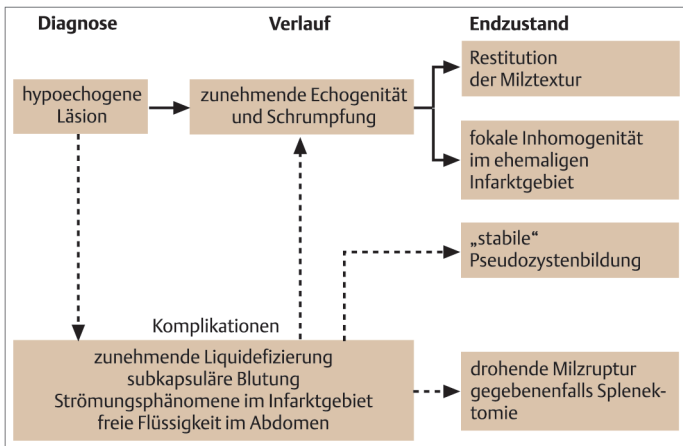 Diagnose
Verlauf
Endzustand
hypoechogene
Läsion
zunehmende Echogenität
und Schrumpfung
Restitution
der Milztextur
fokale Inhomogenität
im ehemaligen
Infarktgebiet
„stabile“
Pseudozystenbildung
Komplikationen
zunehmende Liquidefizierung
subkapsuläre Blutung
Strömungsphänomene im Infarktgebiet
freie Flüssigkeit im Abdomen
drohende Milzruptur
gegebenenfalls Splenek-
tomie